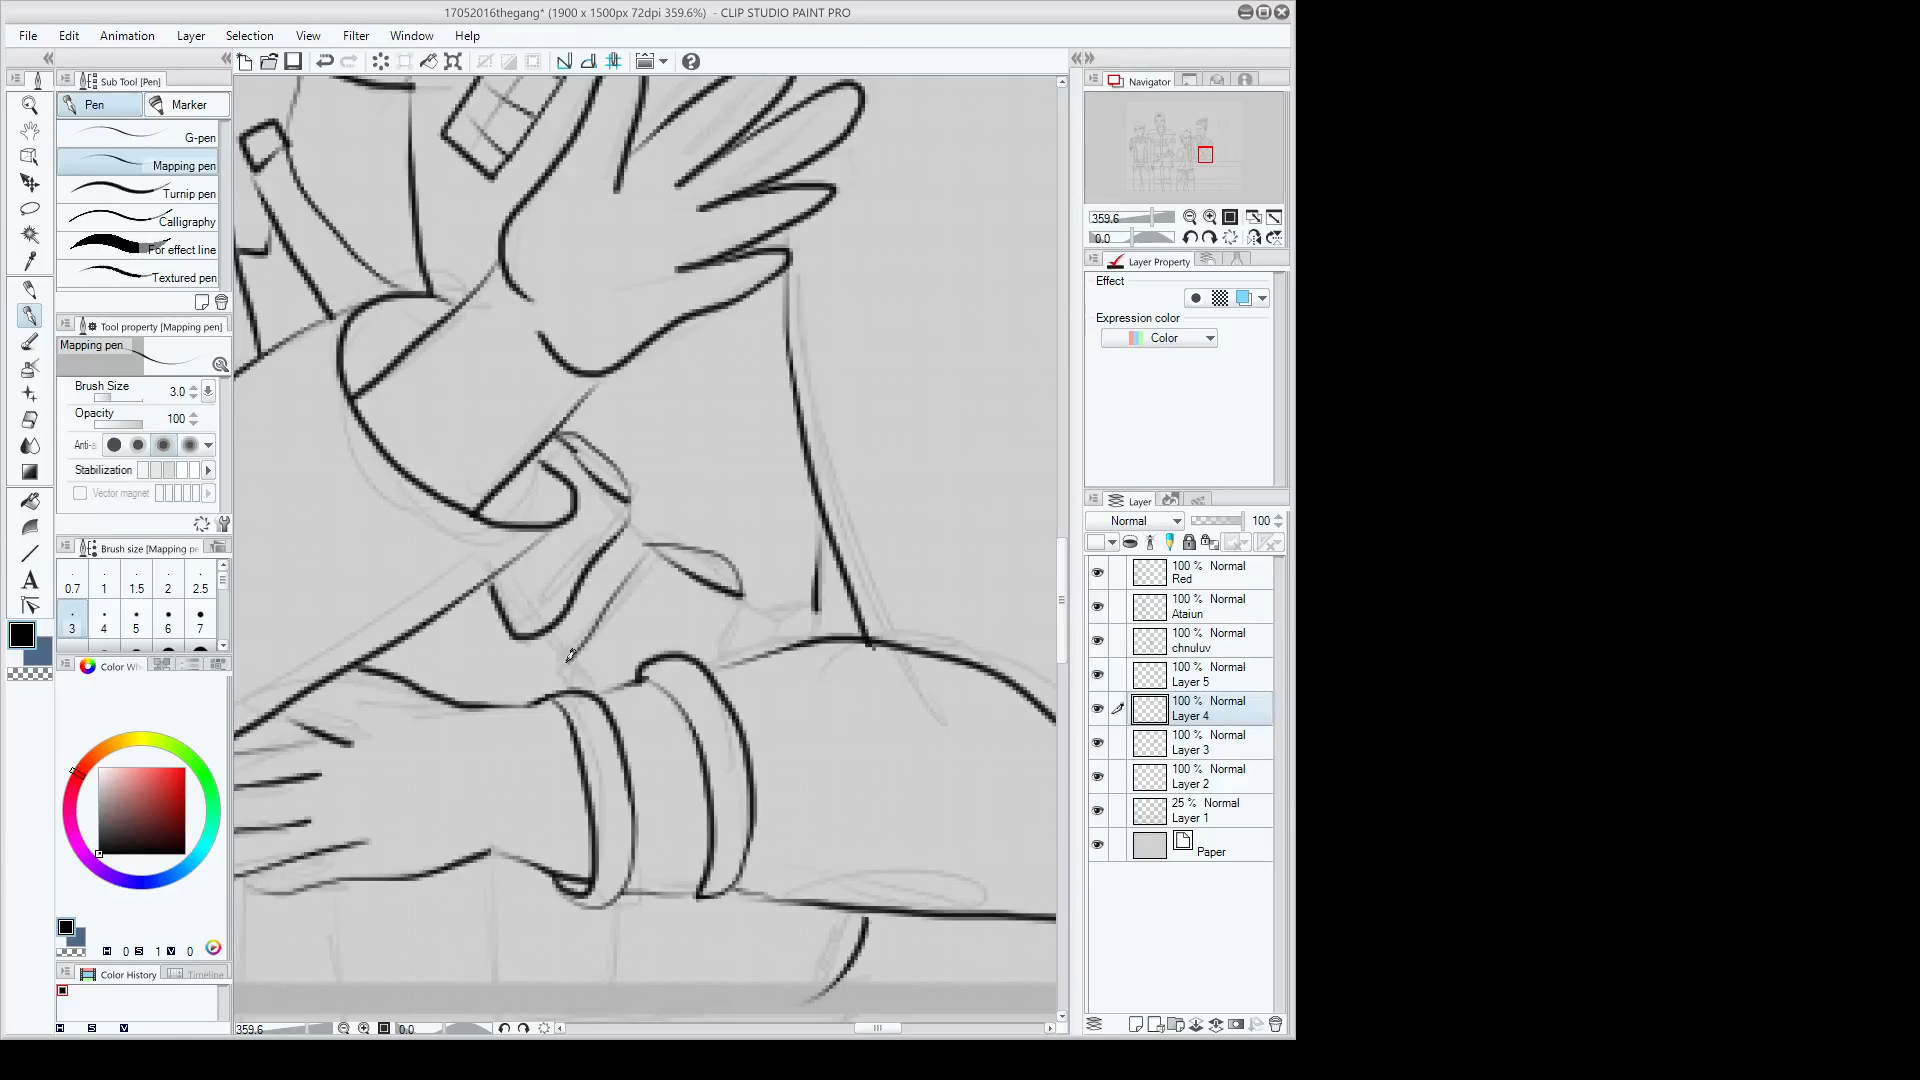 17052016thegang* (1900 x 1500px 72dpi 359.6%) - CLIP STUDIO PAINT PRO
File Edit Animation Layer Selection View Filter Window Help
Sub Tool [Pen]
Pen Marker
G-pen
Mapping pen
Turnip pen
Calligraphy
For effect line
Textured pen
Tool property [Mapping pen]
Mapping pen
Brush Size 3.0
Opacity 100
Anti-a
Stabilization
Vector magnet
Brush size [Mapping pe
0.7 1 1.5 2 2.5
3 4 5 6 7
Color Wh
H 0 S 1 V 0
Color History Timeline
H S V
359.6 0.0
Navigator
359.6
0.0
Layer Property
Effect
Expression color
Color
Layer
Normal 100
100 % Normal
Red
100 % Normal
Ataiun
100 % Normal
chnuluv
100 % Normal
Layer 5
100 % Normal
Layer 4
100 % Normal
Layer 3
100 % Normal
Layer 2
25 % Normal
Layer 1
Paper